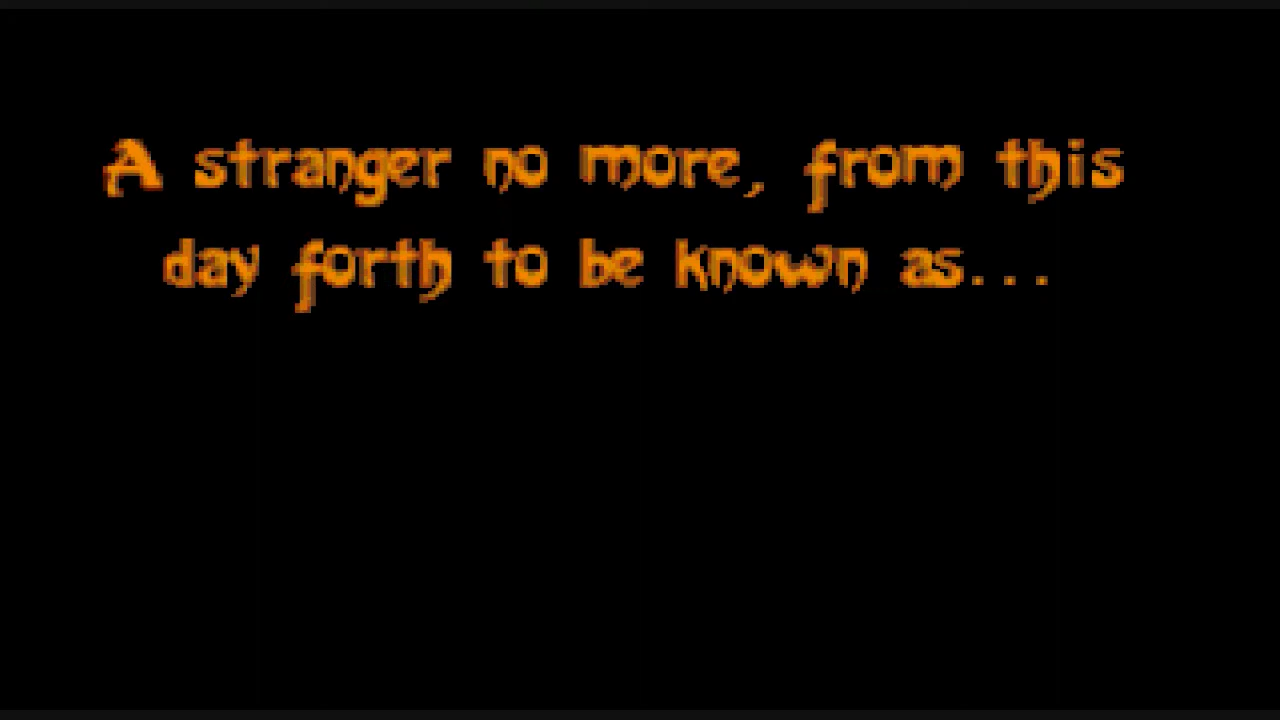 A stranger no more, from this
day forth to be known as...